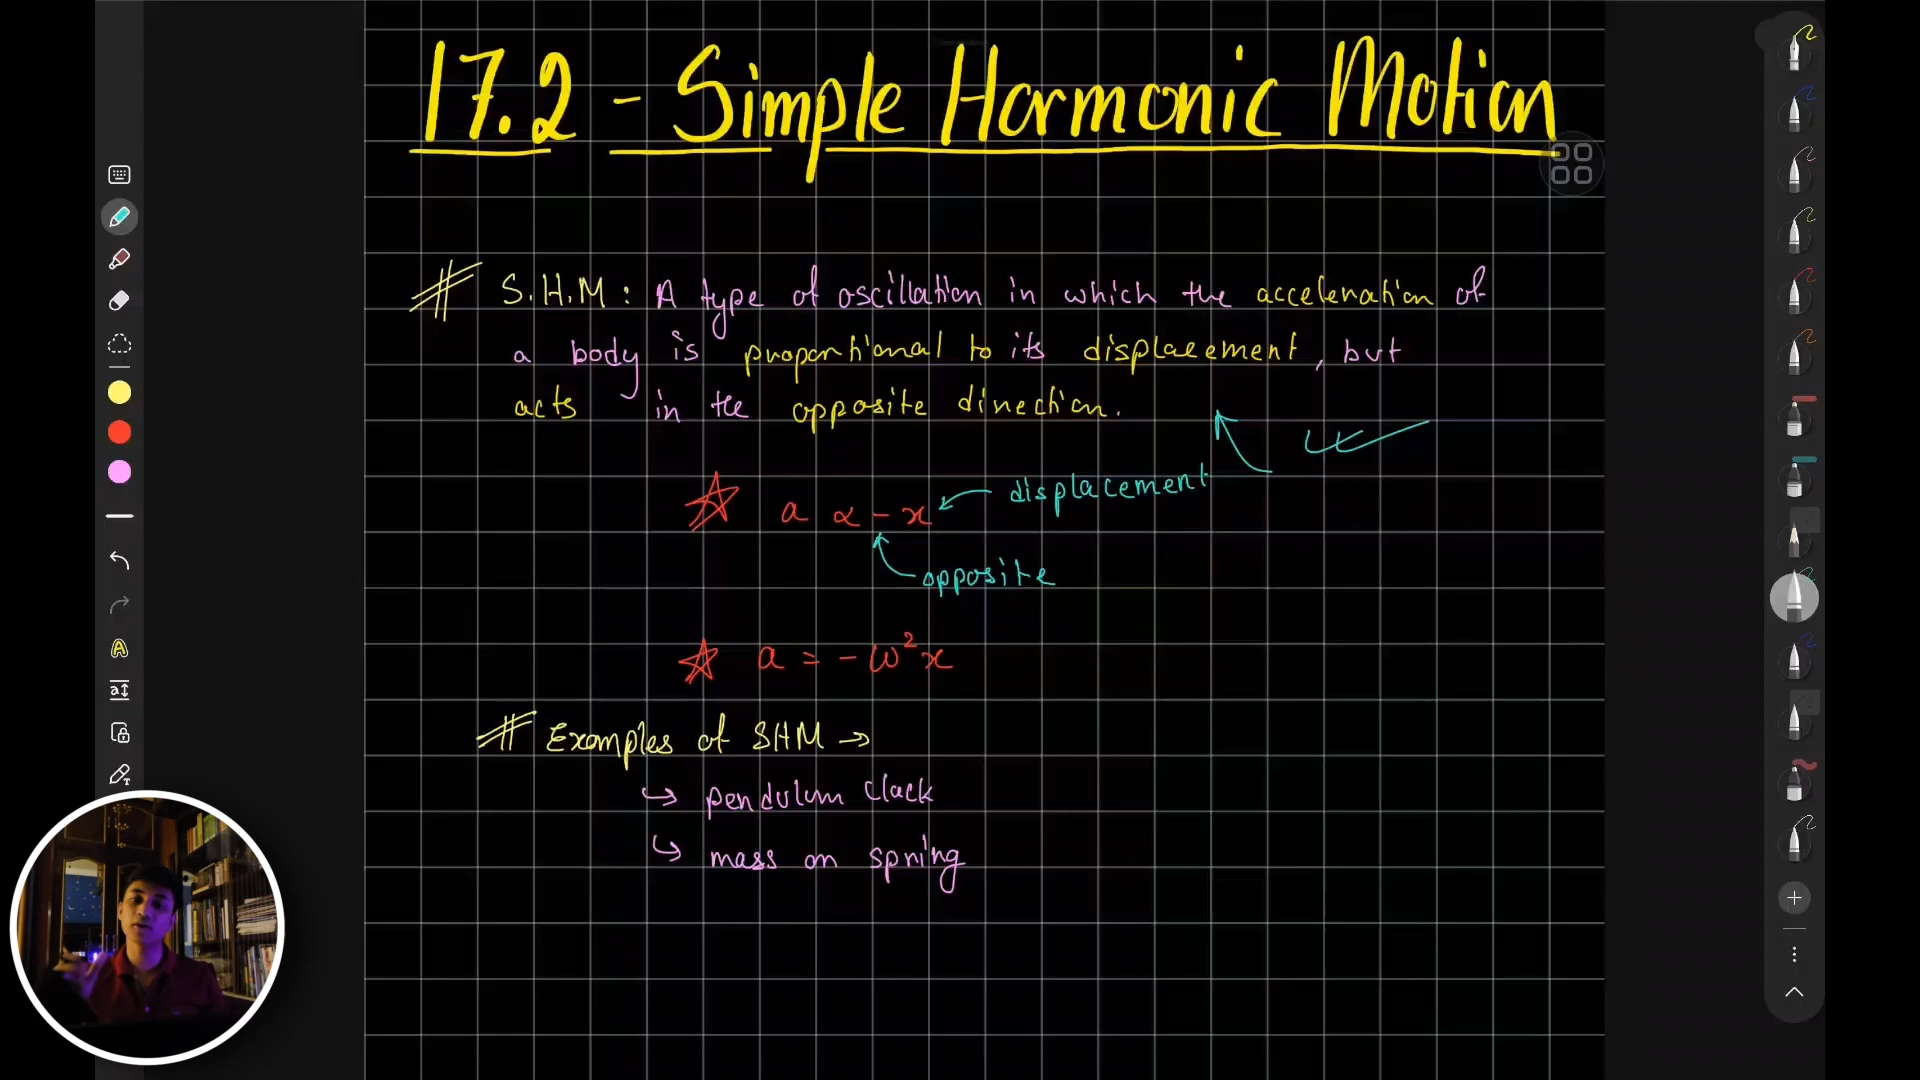 17.2 - Simple Harmonic Motion
# S.H.M: A type of oscillation in which the acceleration of
a body is proportional to its displacement, but
acts in the opposite direction.
a ∝ - x
displacement
opposite
a = - ω²x
# Examples of SHM →
↳ pendulum clock
↳ mass on spring